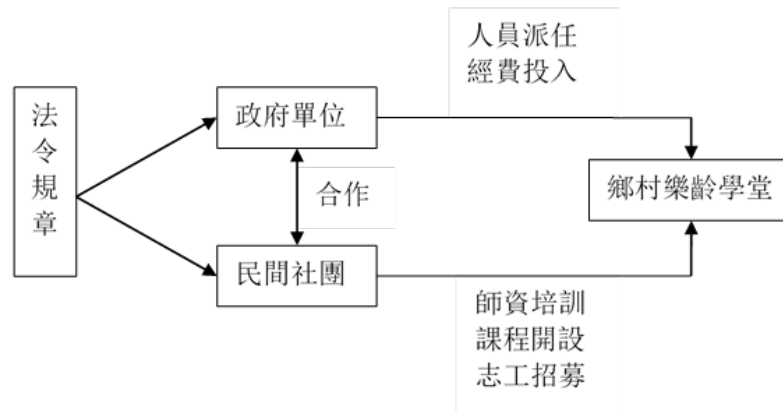 法令規章
政府單位
人員派任
經費投入
合作
民間社團
師資培訓
課程開設
志工招募
鄉村樂齡學堂